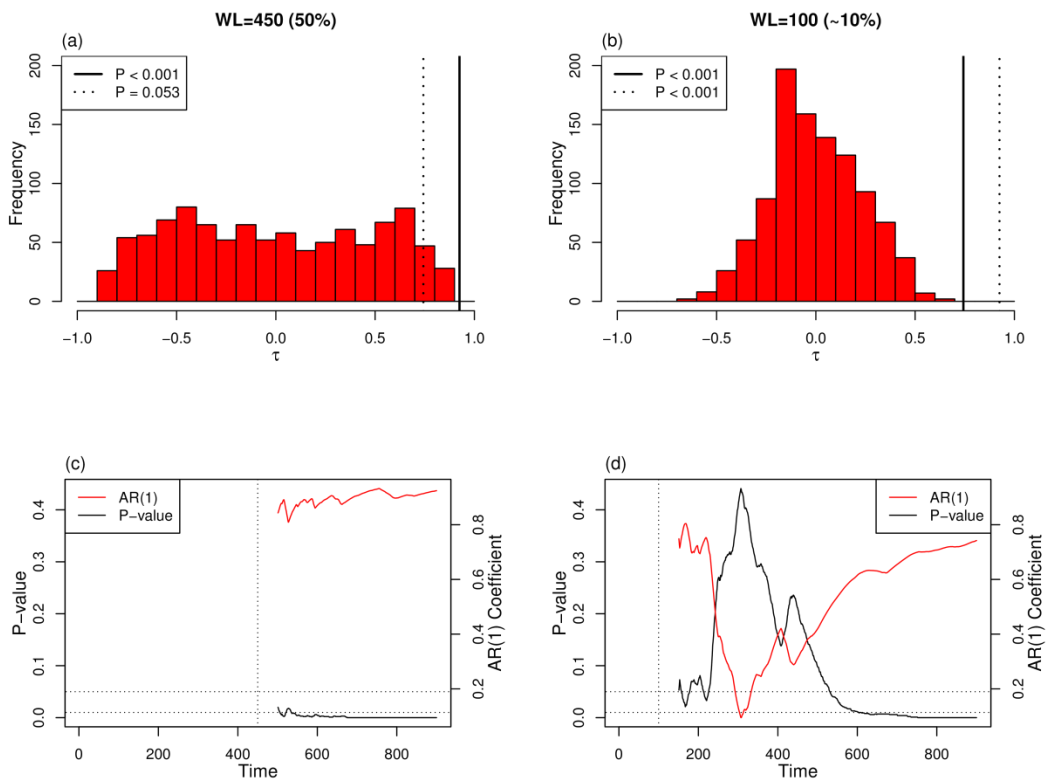 WL=450 (50%)
(a)
P < 0.001
P = 0.053
Frequency
200
150
100
50
0
−1.0 −0.5 0.0 0.5 1.0
τ
WL=100 (~10%)
(b)
P < 0.001
P < 0.001
Frequency
200
150
100
50
0
−1.0 −0.5 0.0 0.5 1.0
τ
(c)
AR(1)
P−value
P−value
0.4
0.3
0.2
0.1
0.0
0.8
0.6
0.4
0.2
AR(1) Coefficient
0 200 400 600 800
Time
(d)
AR(1)
P−value
P−value
0.4
0.3
0.2
0.1
0.0
0.8
0.6
0.4
0.2
AR(1) Coefficient
0 200 400 600 800
Time